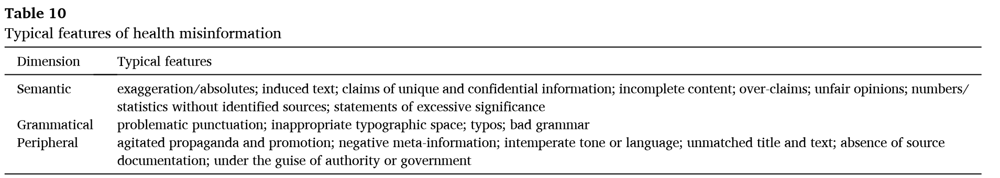 Table 10
Typical features of health misinformation
Dimension Typical features
Semantic exaggeration/absolutes; induced text; claims of unique and confidential information; incomplete content; over-claims; unfair opinions; numbers/
statistics without identified sources; statements of excessive significance
Grammatical problematic punctuation; inappropriate typographic space; typos; bad grammar
Peripheral agitated propaganda and promotion; negative meta-information; intemperate tone or language; unmatched title and text; absence of source
documentation; under the guise of authority or government